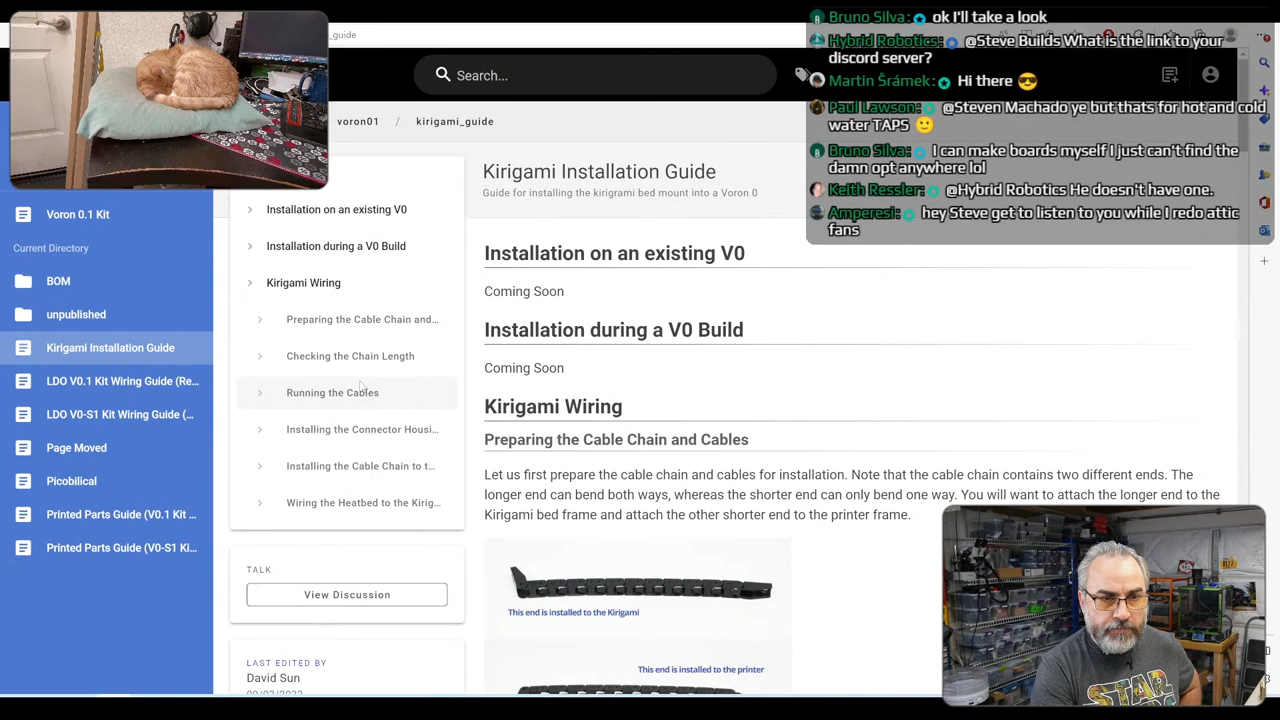 _guide
Search...
voron01 / kirigami_guide
Voron 0.1 Kit
Current Directory
BOM
unpublished
Kirigami Installation Guide
LDO V0.1 Kit Wiring Guide (Re...
LDO V0-S1 Kit Wiring Guide (...
Page Moved
Picobilical
Printed Parts Guide (V0.1 Kit ...
Printed Parts Guide (V0-S1 Ki...
Installation on an existing V0
Installation during a V0 Build
Kirigami Wiring
Preparing the Cable Chain and...
Checking the Chain Length
Running the Cables
Installing the Connector Housi...
Installing the Cable Chain to t...
Wiring the Heatbed to the Kirig...
TALK
View Discussion
LAST EDITED BY
David Sun
Kirigami Installation Guide
Guide for installing the kirigrami bed mount into a Voron 0
Installation on an existing V0
Coming Soon
Installation during a V0 Build
Coming Soon
Kirigami Wiring
Preparing the Cable Chain and Cables
Let us first prepare the cable chain and cables for installation. Note that the cable chain contains two different ends. The
longer end can bend both ways, whereas the shorter end can only bend one way. You will want to attach the longer end to the
Kirigami bed frame and attach the other shorter end to the printer frame.
This end is installed to the Kirigami
This end is installed to the printer
Bruno Silva: ok I'll take a look
Hybrid Robotics: @Steve Builds What is the link to your
discord server?
Martin Šrámek: Hi there 😎
Paul Lawson: @Steven Machado ye but thats for hot and cold
water TAPS 🙂
Bruno Silva: I can make boards myself I just can't find the
damn opt anywhere lol
Keith Ressler: @Hybrid Robotics He doesn't have one.
Amperesi: hey Steve get to listen to you while I redo attic
fans
STAR